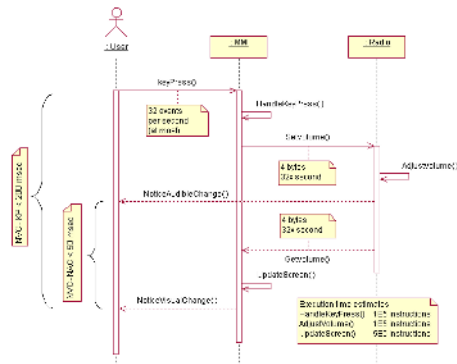 : User
: MMI
: Radio
keyPress()
32 events
per second
(at most)
HandleKeyPress()
SetVolume()
4 bytes
32x second
AdjustVolume()
NoticeAudibleChange()
4 bytes
32x second
GetVolume()
UpdateScreen()
NoticeVisualChange()
Execution time estimates
HandleKeyPress()
instructions
AdjustVolume()
instructions
UpdateScreen()
instructions